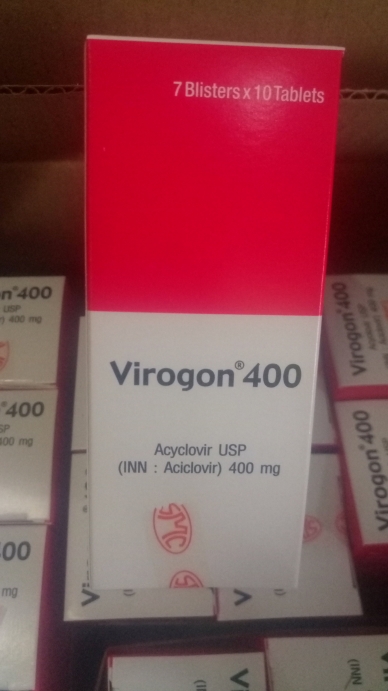 7 Blisters x 10 Tablets
Virogon® 400
Acyclovir USP
(INN : Aciclovir) 400 mg
400
USP
400 mg
400
400 mg
mg
Virogon® 400
Virogon